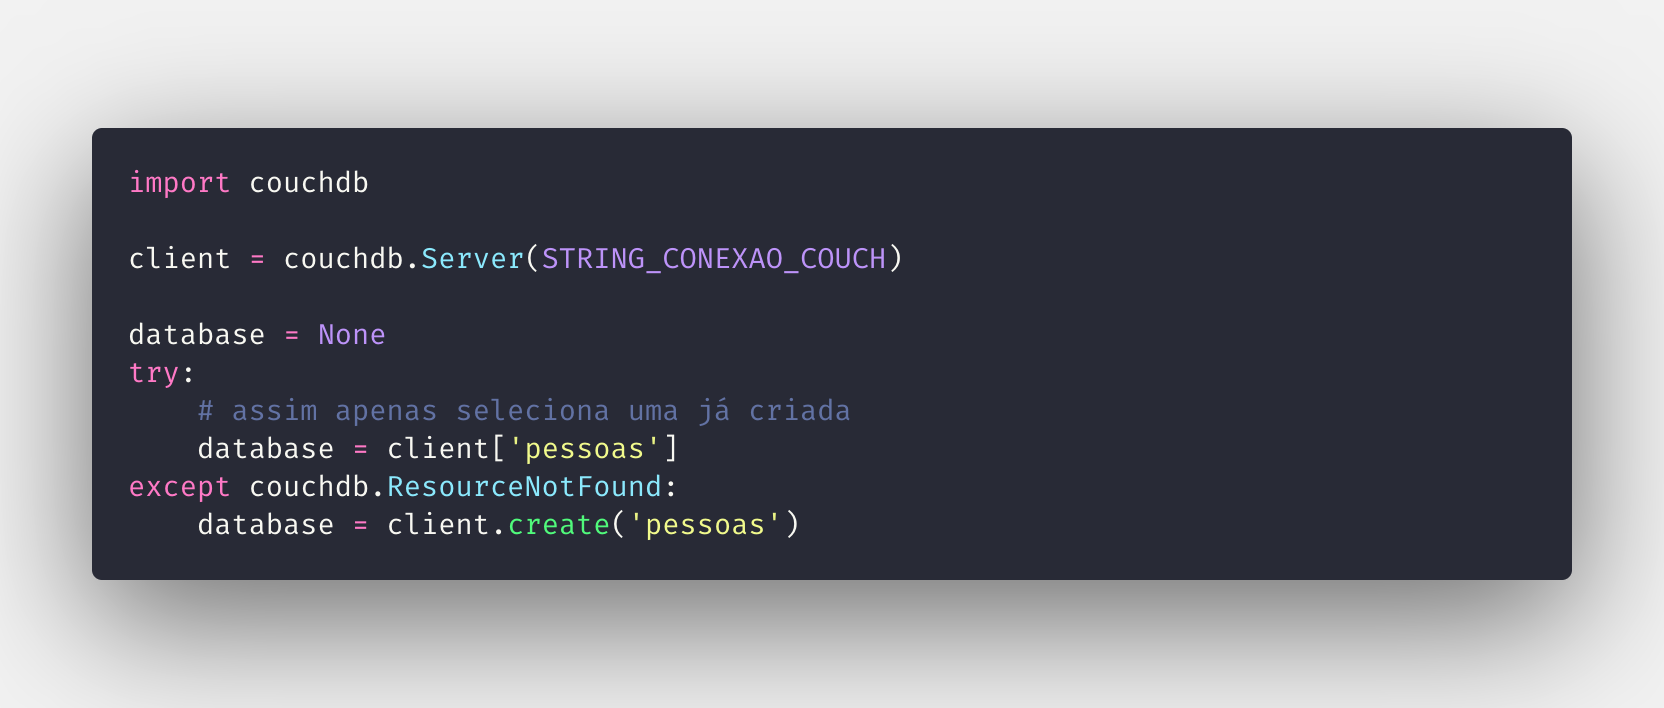 import couchdb

client = couchdb.Server(STRING_CONEXAO_COUCH)

database = None
try:
    # assim apenas seleciona uma já criada
    database = client['pessoas']
except couchdb.ResourceNotFound:
    database = client.create('pessoas')